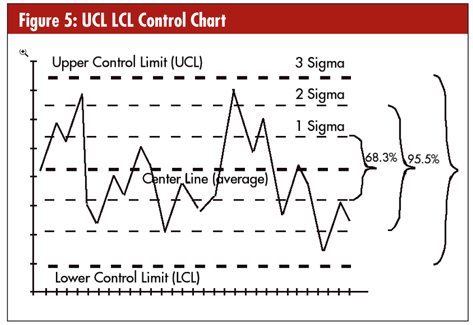 Figure 5: UCL LCL Control Chart
Upper Control Limit (UCL)
3 Sigma
2 Sigma
1 Sigma
68.3%
95.5%
Center Line (average)
Lower Control Limit (LCL)